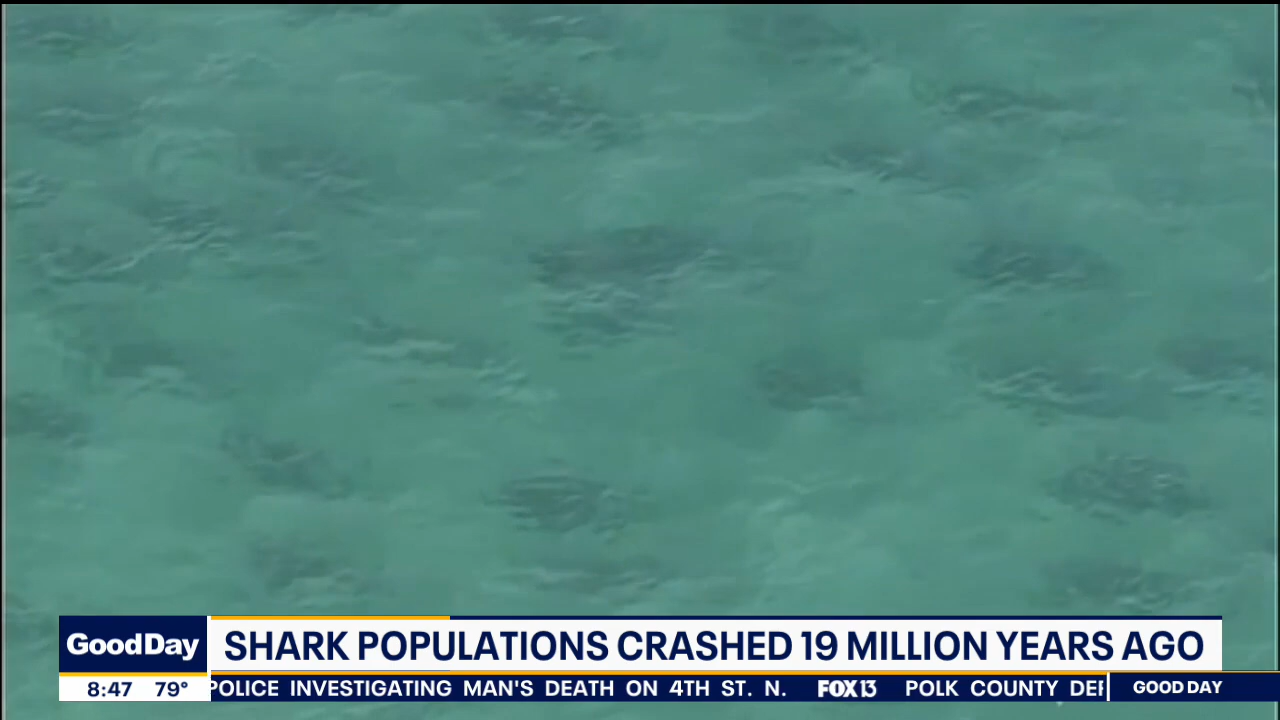 GoodDay
SHARK POPULATIONS CRASHED 19 MILLION YEARS AGO
8:47 79°
POLICE INVESTIGATING MAN'S DEATH ON 4TH ST. N. FOX13 POLK COUNTY
GOOD DAY